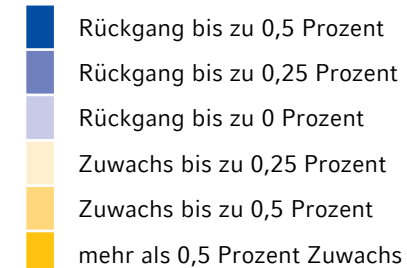 Rückgang bis zu 0,5 Prozent
Rückgang bis zu 0,25 Prozent
Rückgang bis zu 0 Prozent
Zuwachs bis zu 0,25 Prozent
Zuwachs bis zu 0,5 Prozent
mehr als 0,5 Prozent Zuwachs